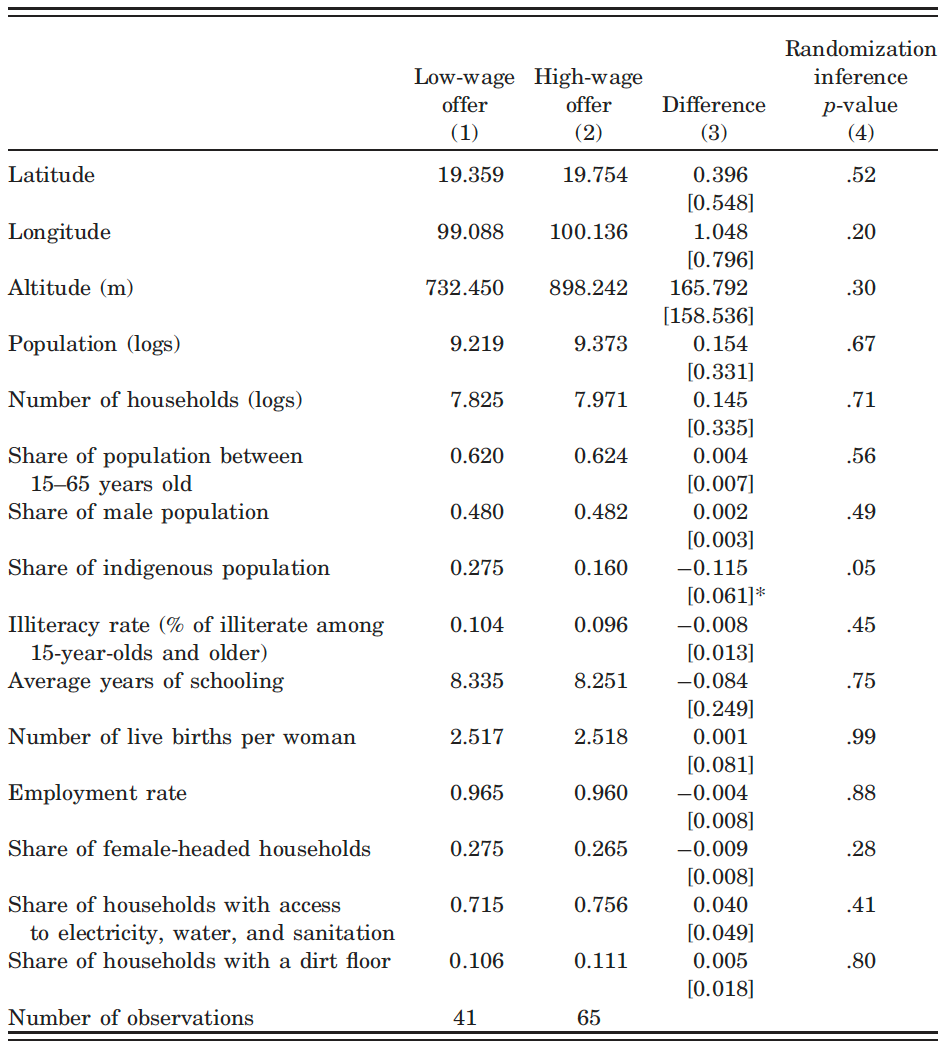 Randomization
Low-wage High-wage inference
offer offer Difference p-value
(1) (2) (3) (4)
Latitude 19.359 19.754 0.396 .52
[0.548]
Longitude 99.088 100.136 1.048 .20
[0.796]
Altitude (m) 732.450 898.242 165.792 .30
[158.536]
Population (logs) 9.219 9.373 0.154 .67
[0.331]
Number of households (logs) 7.825 7.971 0.145 .71
[0.335]
Share of population between 0.620 0.624 0.004 .56
15–65 years old [0.007]
Share of male population 0.480 0.482 0.002 .49
[0.003]
Share of indigenous population 0.275 0.160 −0.115 .05
[0.061]*
Illiteracy rate (% of illiterate among 0.104 0.096 −0.008 .45
15-year-olds and older) [0.013]
Average years of schooling 8.335 8.251 −0.084 .75
[0.249]
Number of live births per woman 2.517 2.518 0.001 .99
[0.081]
Employment rate 0.965 0.960 −0.004 .88
[0.008]
Share of female-headed households 0.275 0.265 −0.009 .28
[0.008]
Share of households with access 0.715 0.756 0.040 .41
to electricity, water, and sanitation [0.049]
Share of households with a dirt floor 0.106 0.111 0.005 .80
[0.018]
Number of observations 41 65